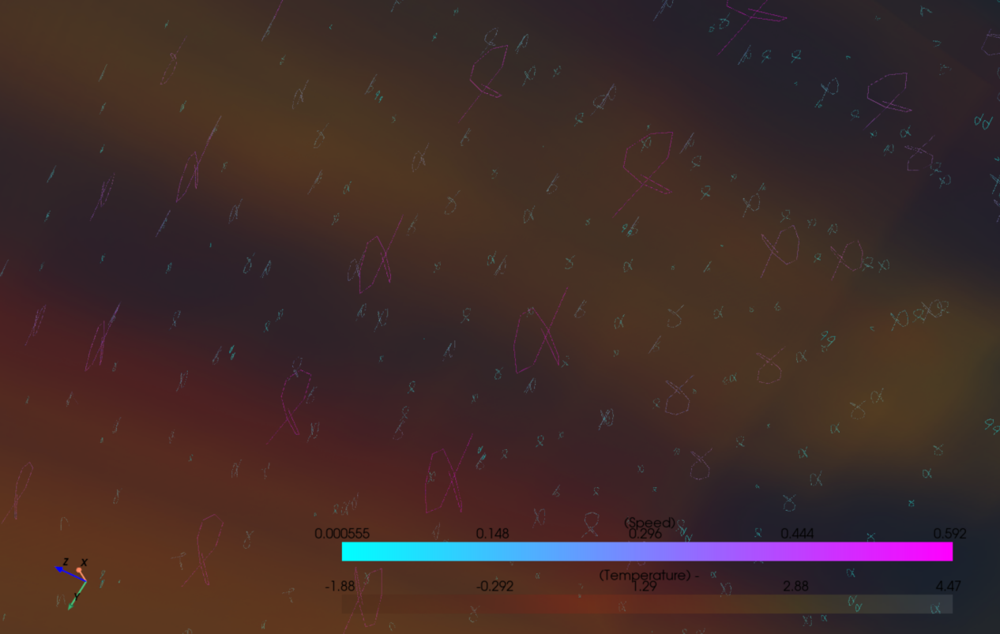 (Speed)
0.000555 0.148 0.296 0.444 0.592
(Temperature) -
-1.88 -0.292 1.29 2.88 4.47
Z X
Y